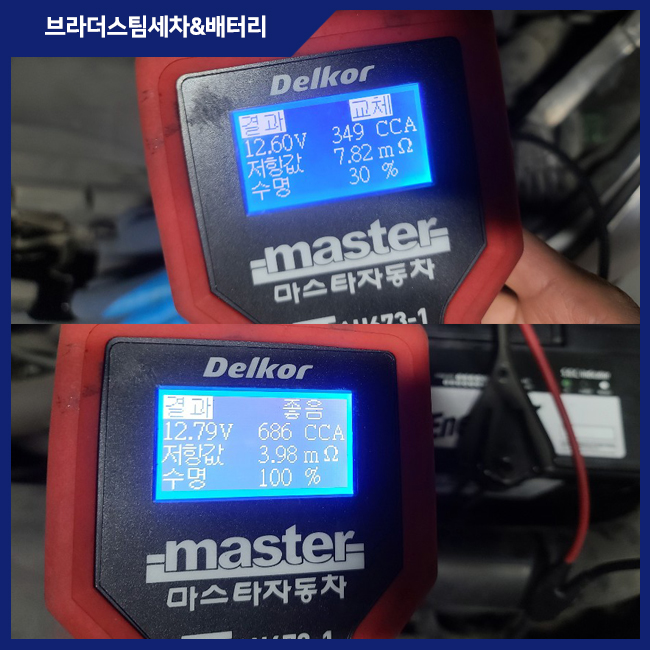 브라더스팀세차&배터리
Delkor
결과 교체
12.60V 349 CCA
저항값 7.82 mΩ
수명 30 %
master
마스타자동차
Delkor
결과 좋음
12.79V 686 CCA
저항값 3.98 mΩ
수명 100 %
master
마스타자동차